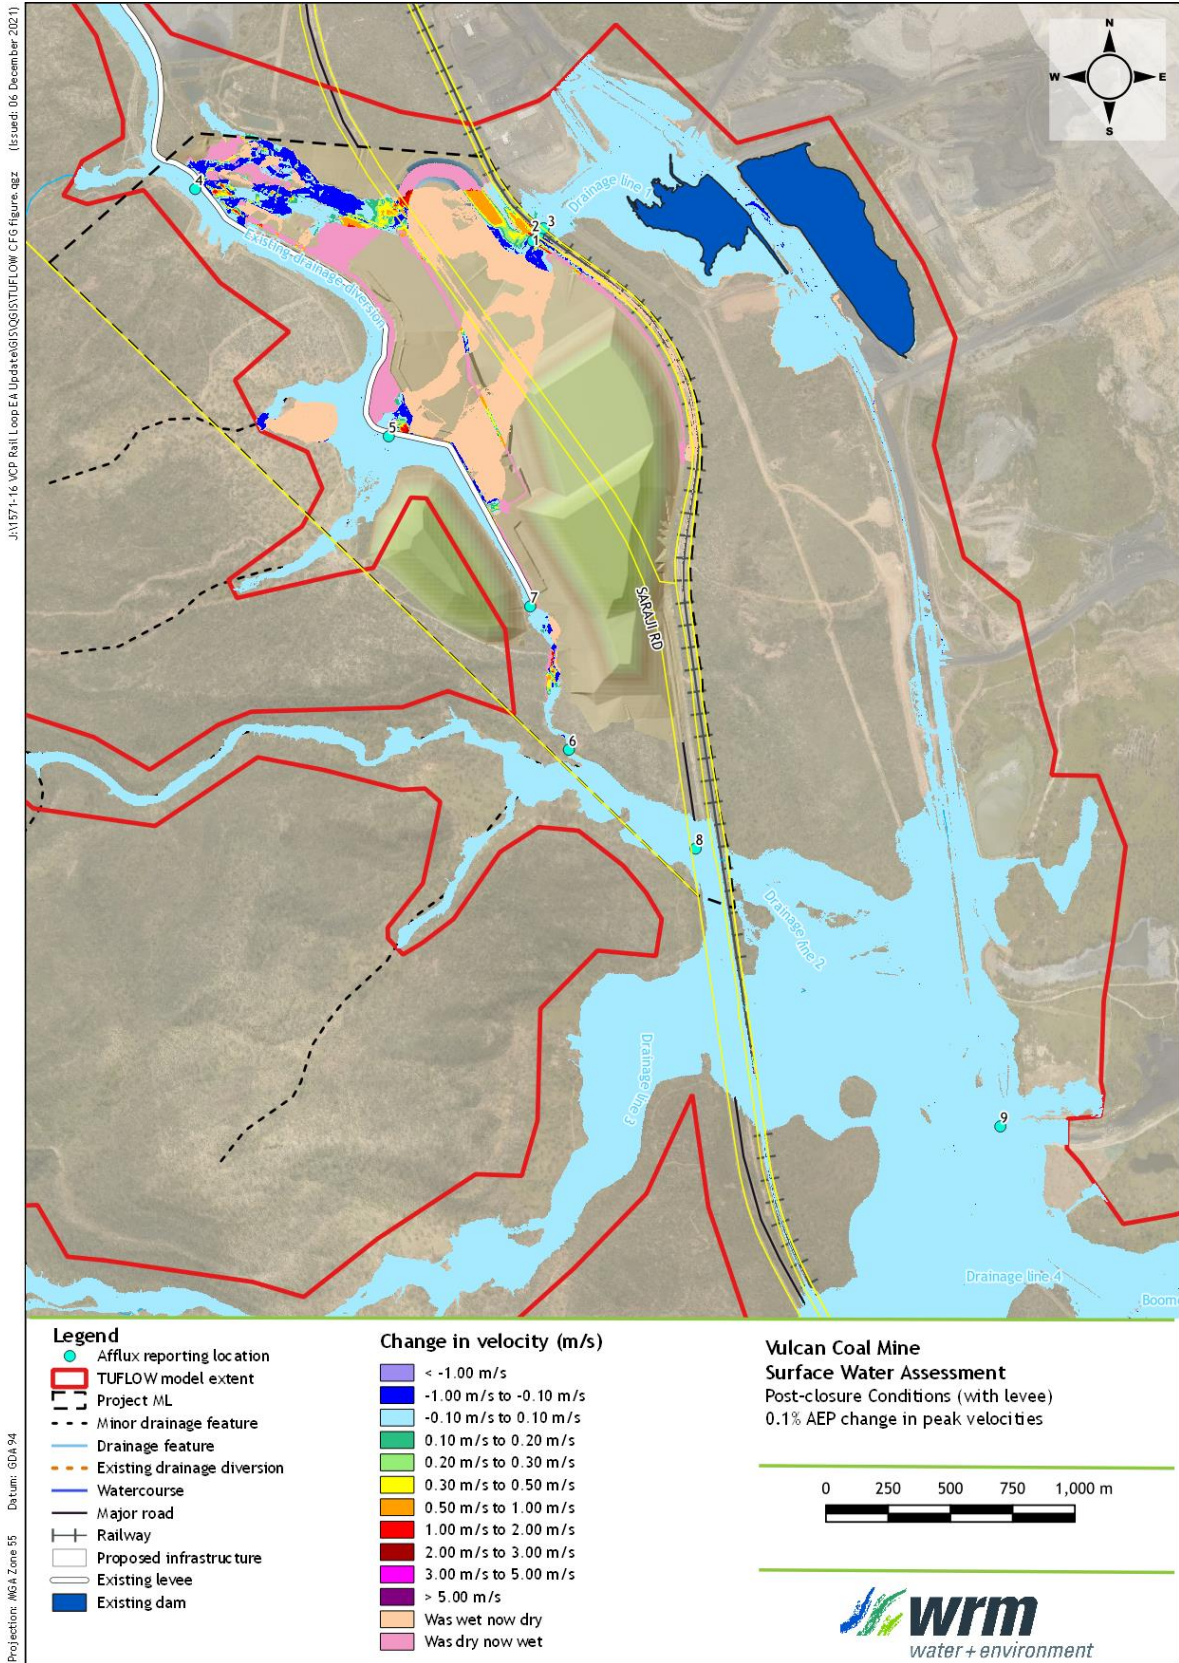 J:\1571-16 VCP Rail Loop EA Update\GIS\QGIS\TUFLOW CFG figure.qgz (Issued: 06 December 2021)
N
W
E
S
4
Drainage line 1
3
2
1
Existing drainage diversion
5
7
SARAJI RD
6
8
Drainage line 2
Drainage line 3
9
Drainage line 4
Boom
Projection: MGA Zone 55 Datum: GDA 94
Legend
Afflux reporting location
TUFLOW model extent
Project ML
Minor drainage feature
Drainage feature
Existing drainage diversion
Watercourse
Major road
Railway
Proposed infrastructure
Existing levee
Existing dam
Change in velocity (m/s)
< -1.00 m/s
-1.00 m/s to -0.10 m/s
-0.10 m/s to 0.10 m/s
0.10 m/s to 0.20 m/s
0.20 m/s to 0.30 m/s
0.30 m/s to 0.50 m/s
0.50 m/s to 1.00 m/s
1.00 m/s to 2.00 m/s
2.00 m/s to 3.00 m/s
3.00 m/s to 5.00 m/s
> 5.00 m/s
Was wet now dry
Was dry now wet
Vulcan Coal Mine
Surface Water Assessment
Post-closure Conditions (with levee)
0.1% AEP change in peak velocities
0 250 500 750 1,000 m
wrm
water + environment